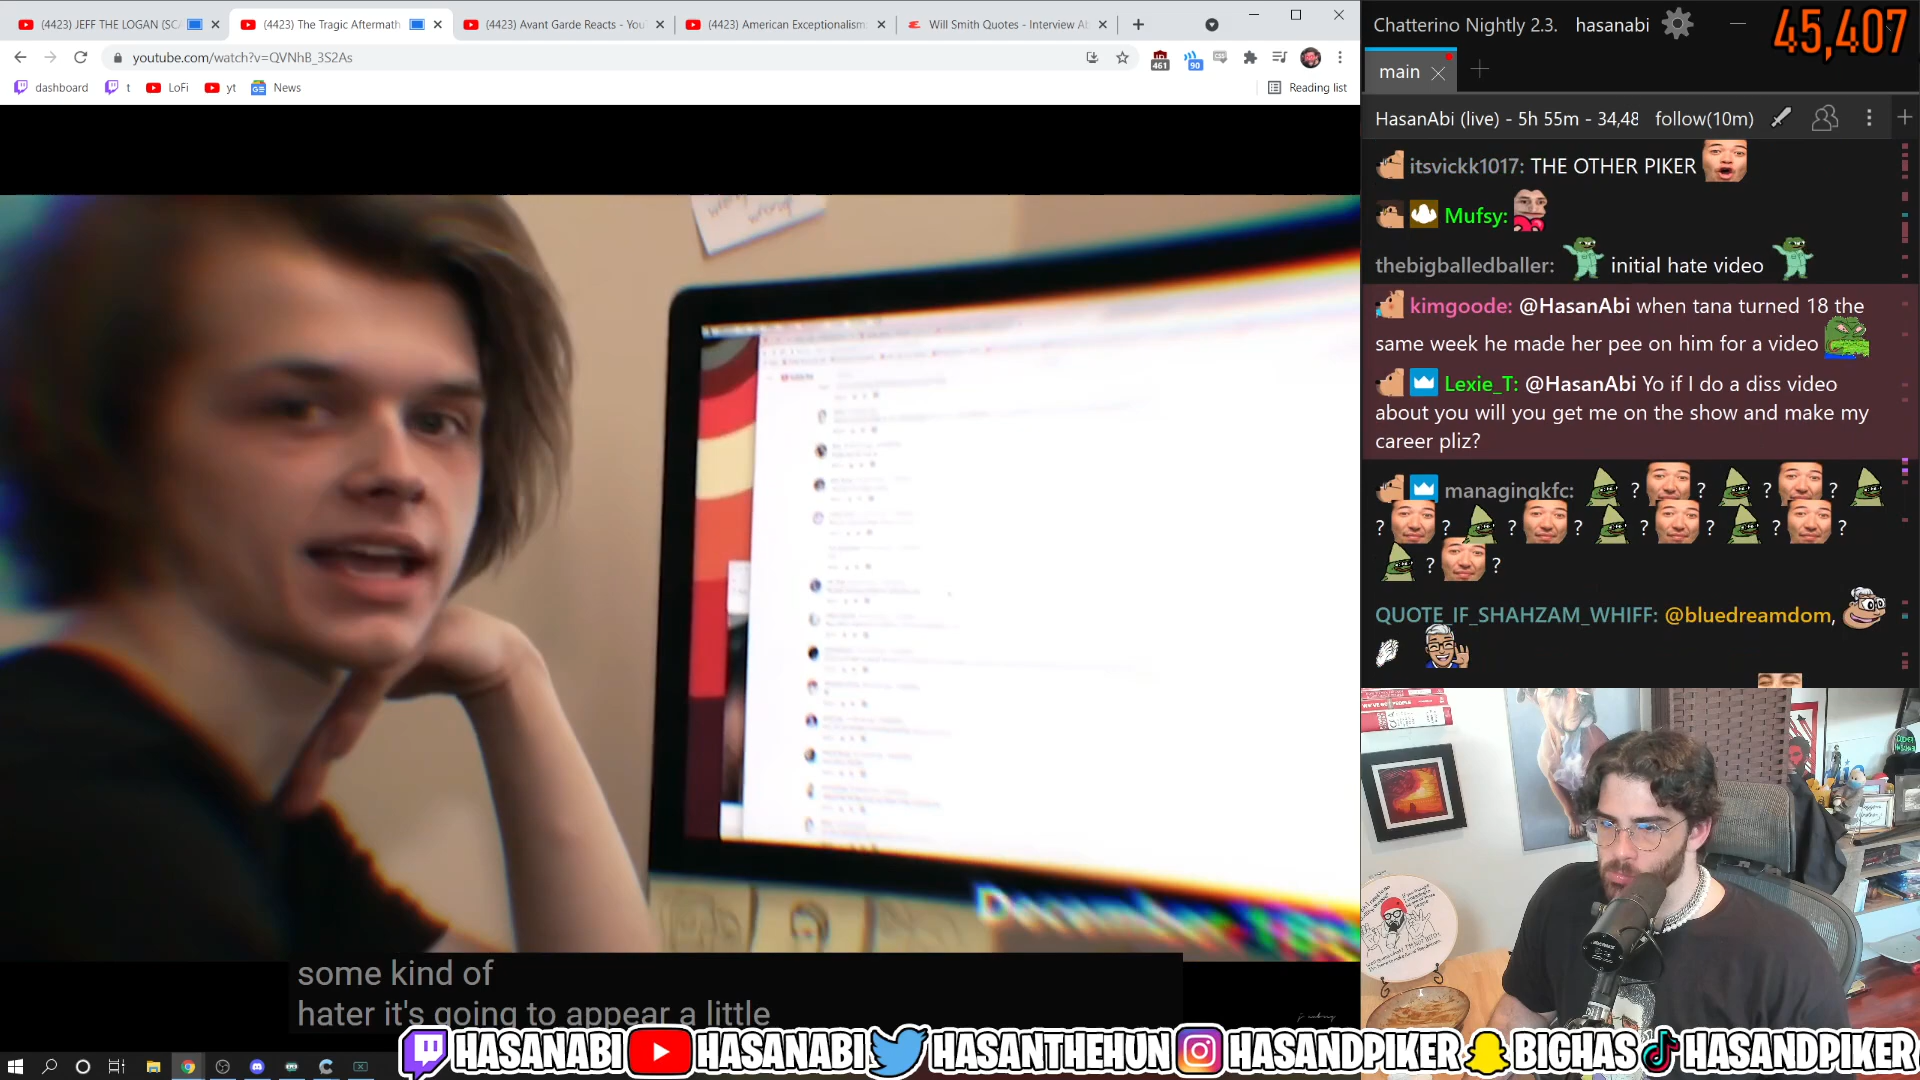 (4423) JEFF THE LOGAN (SC
(4423) The Tragic Aftermath
(4423) Avant Garde Reacts - You
(4423) American Exceptionalism
Will Smith Quotes - Interview Ab
youtube.com/watch?v=QVNhB_3S2As
461
90
dashboard
t
LoFi
yt
News
Reading list
December
some kind of
hater it's going to appear a little
Chatterino Nightly 2.3. hasanabi
45,407
main
HasanAbi (live) - 5h 55m - 34,48 follow(10m)
itsvickk1017: THE OTHER PIKER
Mufsy:
thebigballedballer: initial hate video
kimgoode: @HasanAbi when tana turned 18 the
same week he made her pee on him for a video
Lexie_T: @HasanAbi Yo if I do a diss video
about you will you get me on the show and make my
career pliz?
managingkfc: ? ? ? ?
? ? ? ? ? ? ? ?
? ?
QUOTE_IF_SHAHZAM_WHIFF: @bluedreamdom,
HASANABI HASANABI HASANTHEHUN HASANDPIKER BIGHAS HASANDPIKER